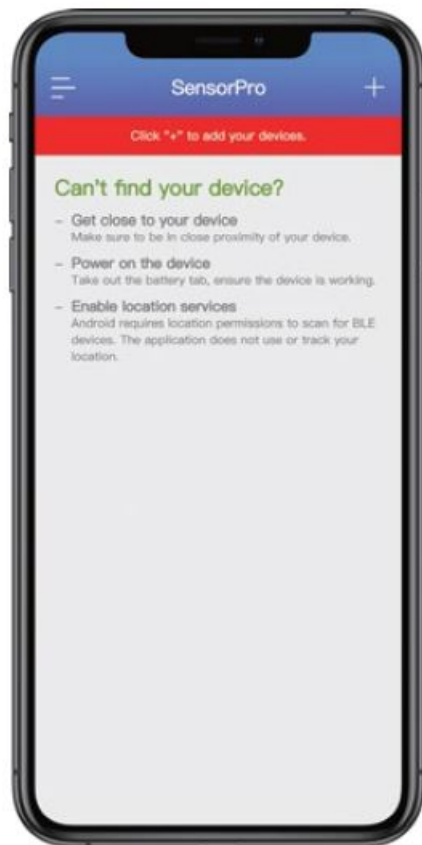 SensorPro
Click "+" to add your devices.
Can't find your device?
- Get close to your device
Make sure to be in close proximity of your device.
- Power on the device
Take out the battery tab, ensure the device is working.
- Enable location services
Android requires location permissions to scan for BLE
devices. The application does not use or track your
location.